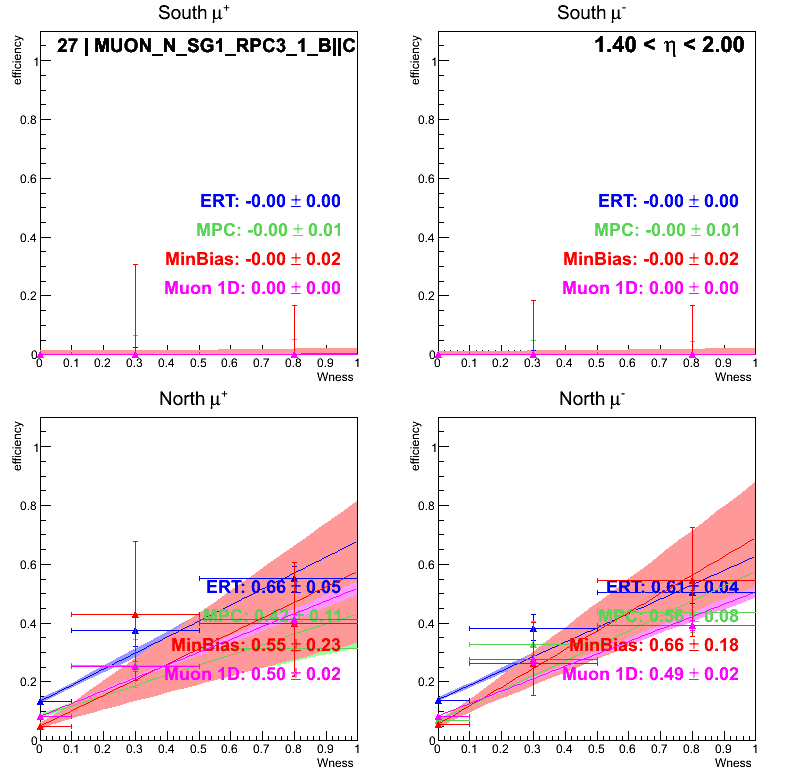 South μ+
efficiency
27 | MUON_N_SG1_RPC3_1_B||C
1
0.8
0.6
0.4
0.2
0
ERT: -0.00 ± 0.00
MPC: -0.00 ± 0.01
MinBias: -0.00 ± 0.02
Muon 1D: 0.00 ± 0.00
0 0.1 0.2 0.3 0.4 0.5 0.6 0.7 0.8 0.9 1
Wness
South μ-
efficiency
1.40 < η < 2.00
1
0.8
0.6
0.4
0.2
0
ERT: -0.00 ± 0.00
MPC: -0.00 ± 0.01
MinBias: -0.00 ± 0.02
Muon 1D: 0.00 ± 0.00
0 0.1 0.2 0.3 0.4 0.5 0.6 0.7 0.8 0.9 1
Wness
North μ+
efficiency
1
0.8
0.6
0.4
0.2
0
ERT: 0.66 ± 0.05
MPC: 0.42 ± 0.11
MinBias: 0.55 ± 0.23
Muon 1D: 0.50 ± 0.02
0 0.1 0.2 0.3 0.4 0.5 0.6 0.7 0.8 0.9 1
Wness
North μ-
efficiency
1
0.8
0.6
0.4
0.2
0
ERT: 0.61 ± 0.04
MPC: 0.56 ± 0.08
MinBias: 0.66 ± 0.18
Muon 1D: 0.49 ± 0.02
0 0.1 0.2 0.3 0.4 0.5 0.6 0.7 0.8 0.9 1
Wness